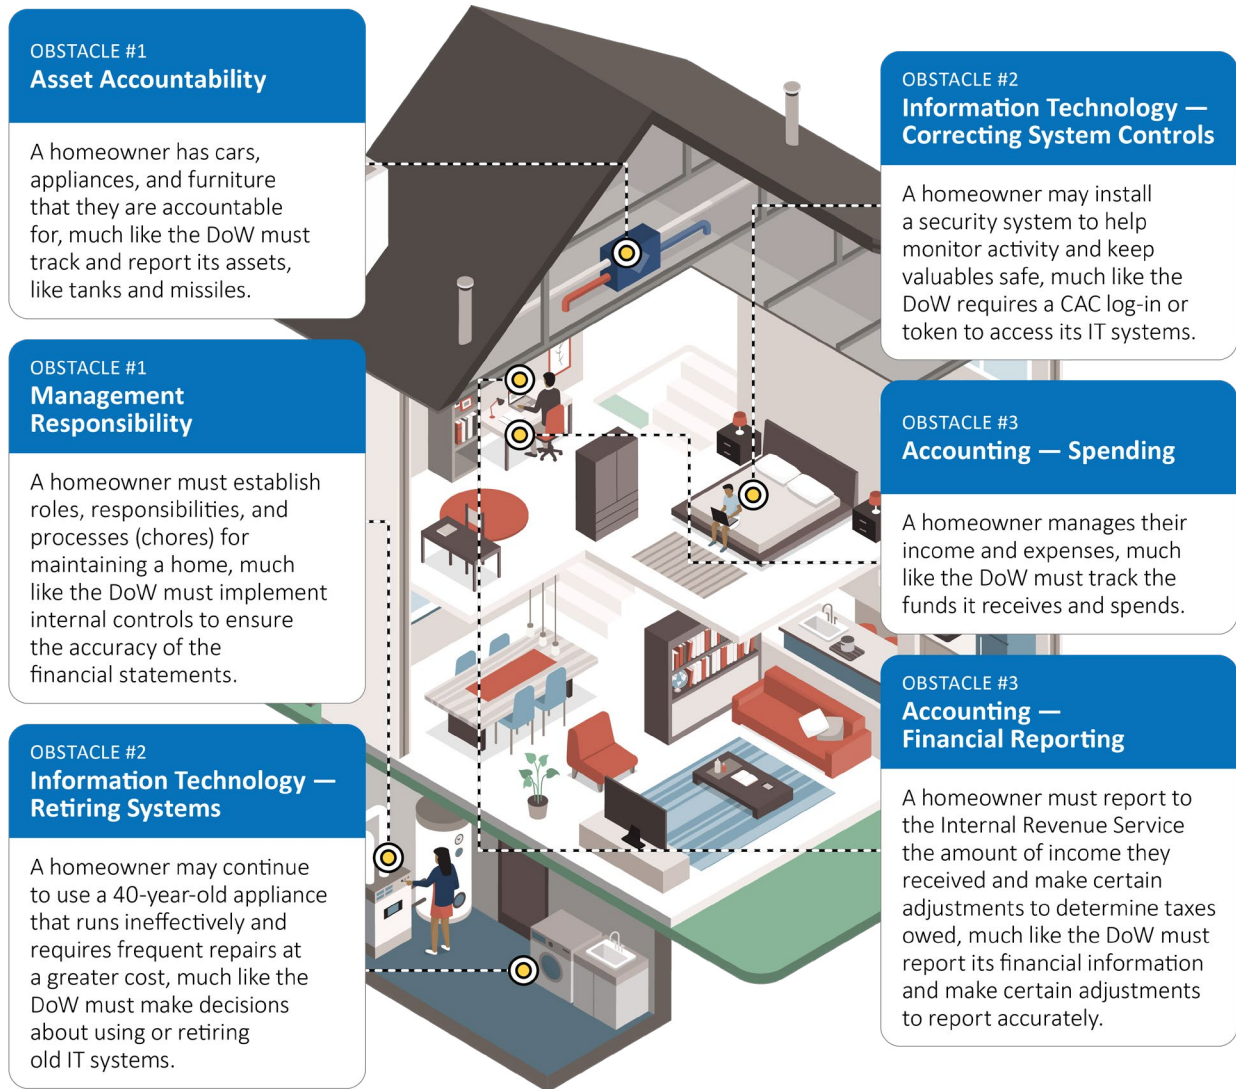 OBSTACLE #1
Asset Accountability
A homeowner has cars,
appliances, and furniture
that they are accountable
for, much like the DoW must
track and report its assets,
like tanks and missiles.
OBSTACLE #1
Management
Responsibility
A homeowner must establish
roles, responsibilities, and
processes (chores) for
maintaining a home, much
like the DoW must implement
internal controls to ensure
the accuracy of the
financial statements.
OBSTACLE #2
Information Technology —
Retiring Systems
A homeowner may continue
to use a 40-year-old appliance
that runs ineffectively and
requires frequent repairs at
a greater cost, much like the
DoW must make decisions
about using or retiring
old IT systems.
OBSTACLE #2
Information Technology —
Correcting System Controls
A homeowner may install
a security system to help
monitor activity and keep
valuables safe, much like the
DoW requires a CAC log-in or
token to access its IT systems.
OBSTACLE #3
Accounting — Spending
A homeowner manages their
income and expenses, much
like the DoW must track the
funds it receives and spends.
OBSTACLE #3
Accounting —
Financial Reporting
A homeowner must report to
the Internal Revenue Service
the amount of income they
received and make certain
adjustments to determine taxes
owed, much like the DoW must
report its financial information
and make certain adjustments
to report accurately.